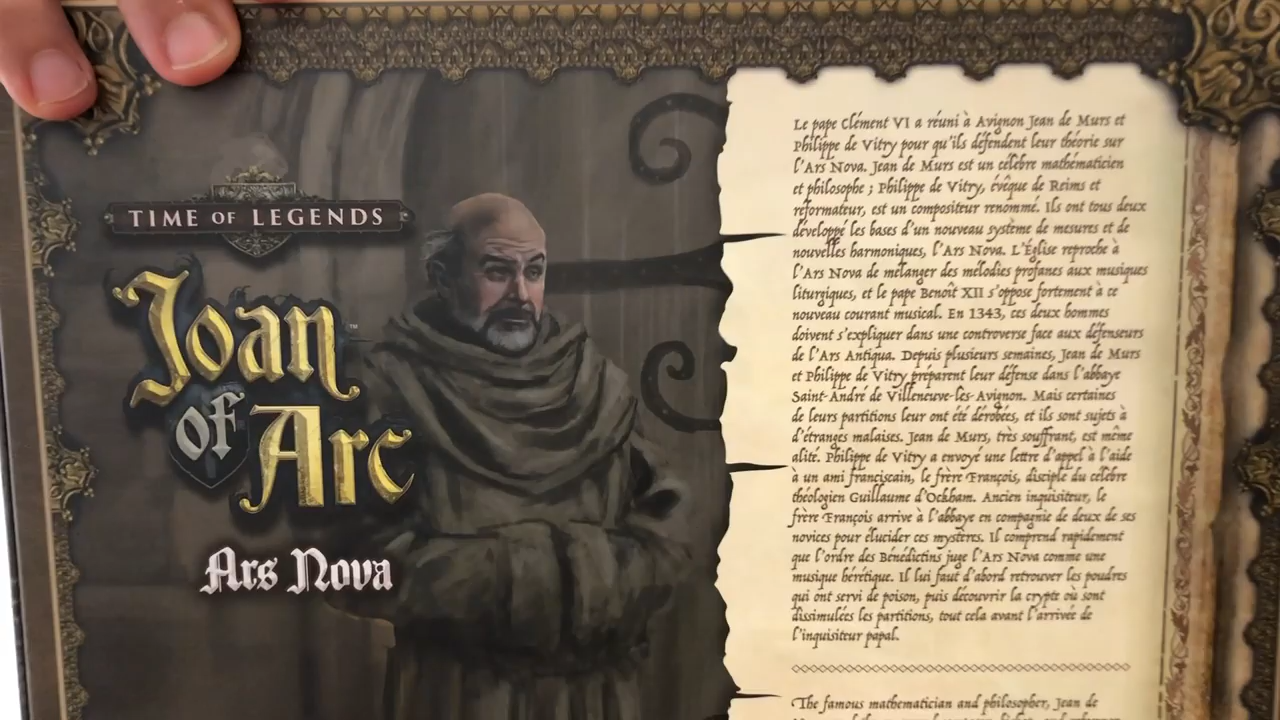 TIME OF LEGENDS
Joan
of Arc
™
Ars Nova
Le pape Clément VI a réuni à Avignon Jean de Murs et
Philippe de Vitry pour qu'ils défendent leur théorie sur
l'Ars Nova. Jean de Murs est un célèbre mathématicien
et philosophe ; Philippe de Vitry, évêque de Reims et
réformateur, est un compositeur renommé. Ils ont tous deux
développé les bases d'un nouveau système de mesures et de
nouvelles harmoniques, l'Ars Nova. L'Église reproche à
l'Ars Nova de mélanger des mélodies profanes aux musiques
liturgiques, et le pape Benoît XII s'oppose fortement à ce
nouveau courant musical. En 1343, ces deux hommes
doivent s'expliquer dans une controverse face aux défenseurs
de l'Ars Antiqua. Depuis plusieurs semaines, Jean de Murs
et Philippe de Vitry préparent leur défense dans l'abbaye
Saint-André de Villeneuve-lès-Avignon. Mais certaines
de leurs partitions leur ont été dérobées, et ils sont sujets à
d'étranges malaises. Jean de Murs, très souffrant, est même
alité. Philippe de Vitry a envoyé une lettre d'appel à l'aide
à un ami franciscain, le frère François, disciple du célèbre
théologien Guillaume d'Ockham. Ancien inquisiteur, le
frère François arrive à l'abbaye en compagnie de deux de ses
novices pour élucider ces mystères. Il comprend rapidement
que l'ordre des Bénédictins juge l'Ars Nova comme une
musique hérétique. Il lui faut d'abord retrouver les poudres
qui ont servi de poison, puis découvrir la crypte où sont
dissimulées les partitions, tout cela avant l'arrivée de
l'inquisiteur papal.
The famous mathematician and philosopher, Jean de